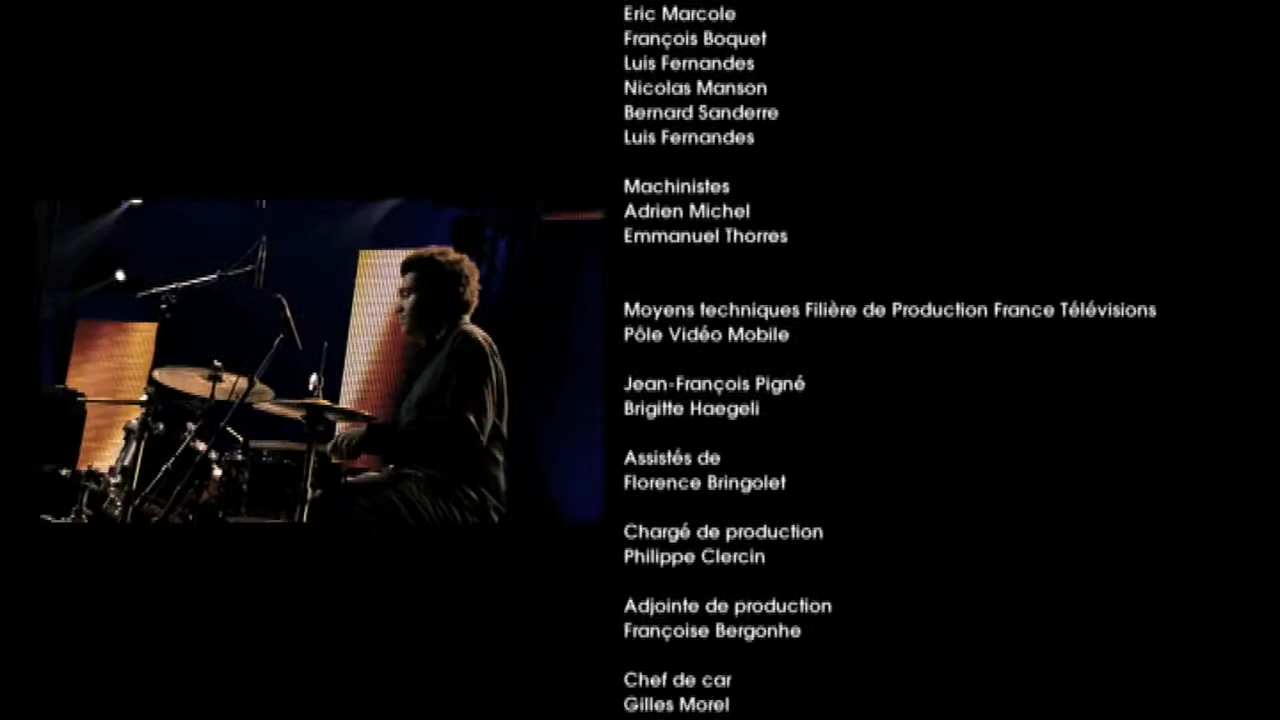 Eric Marcole
François Boquet
Luis Fernandes
Nicolas Manson
Bernard Sanderre
Luis Fernandes
Machinistes
Adrien Michel
Emmanuel Thorres
Moyens techniques Filière de Production France Télévisions
Pôle Vidéo Mobile
Jean-François Pigné
Brigitte Haegeli
Assistés de
Florence Bringolet
Chargé de production
Philippe Clercin
Adjointe de production
Françoise Bergonhe
Chef de car
Gilles Morel